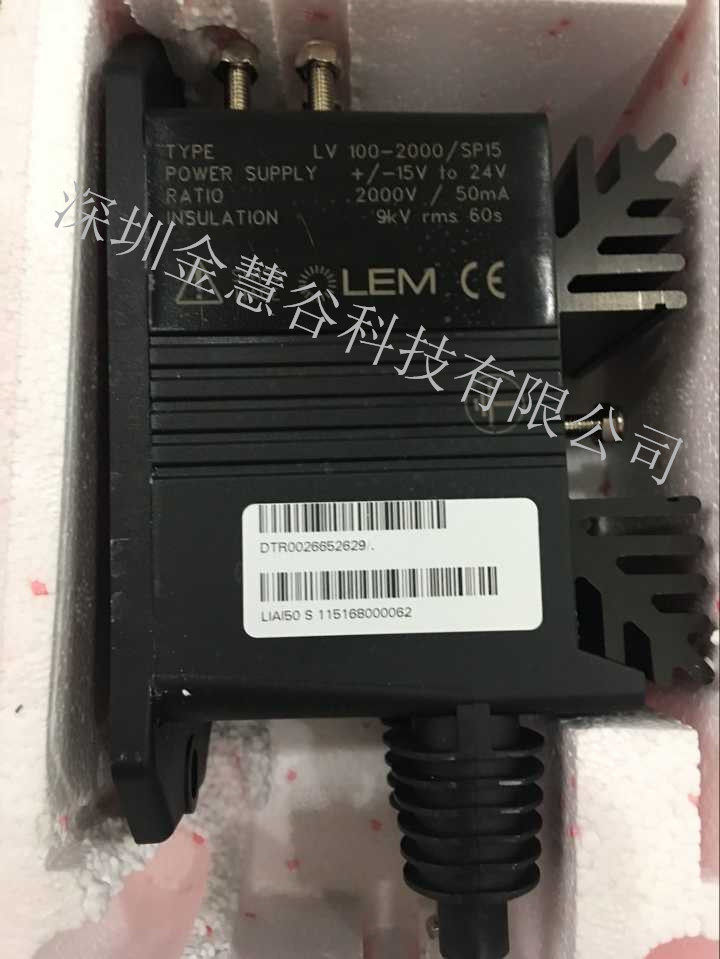 TYPE LV 100-2000/SP15
POWER SUPPLY +/-15V to 24V
RATIO 2000V / 50mA
INSULATION 9kV rms 60s
LEM CE
深圳金慧谷科技有限公司
DTR0026652629/.
LIAI50 S 115168000062